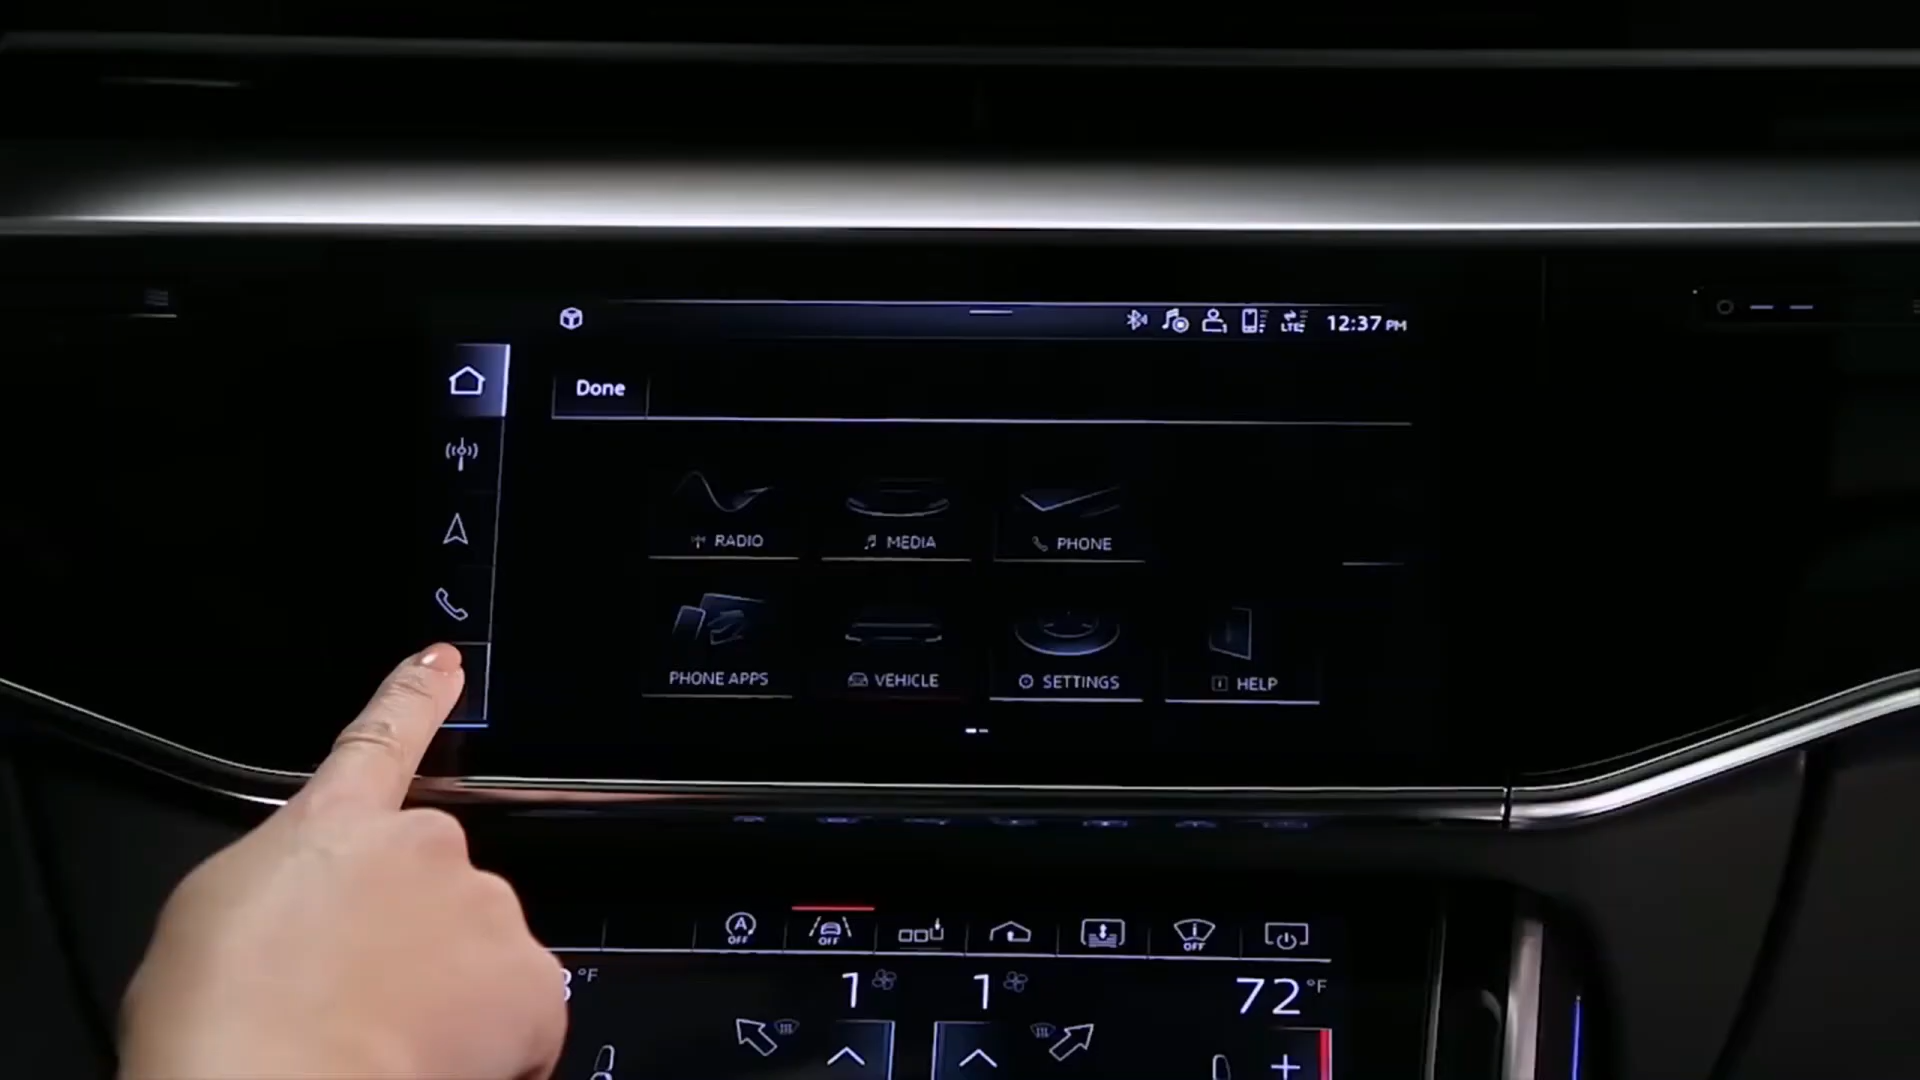 LTE 12:37 PM
Done
RADIO MEDIA PHONE
PHONE APPS VEHICLE SETTINGS HELP
A OFF OFF OFF
°F 1 1 72°F